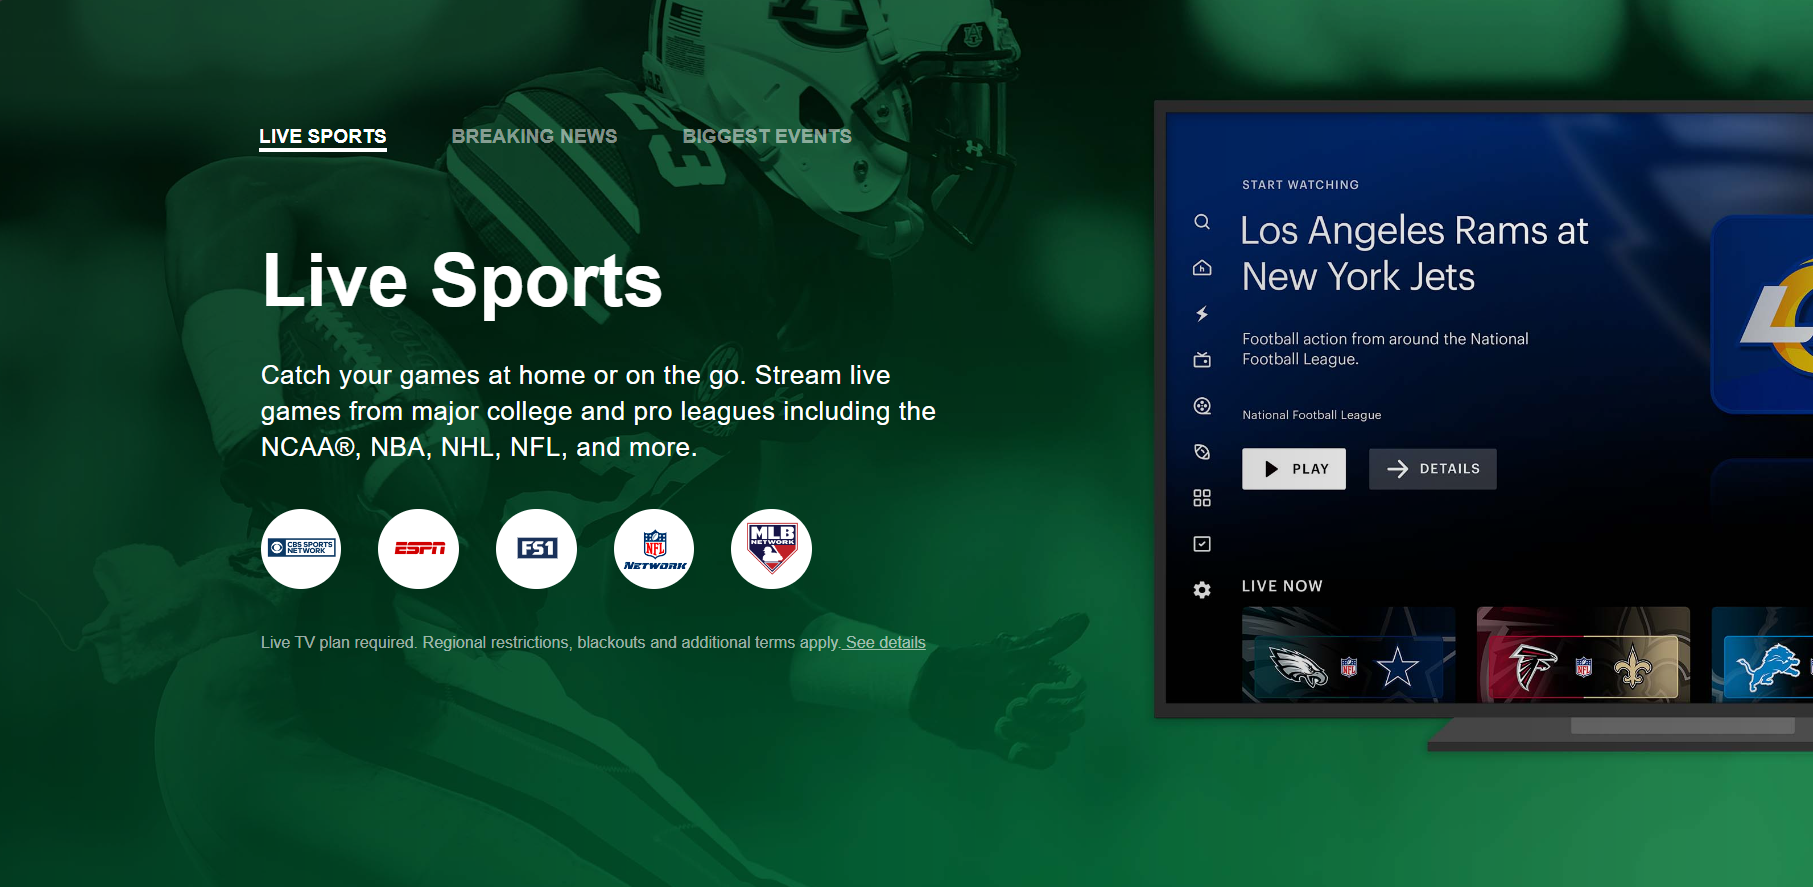 LIVE SPORTS
BREAKING NEWS
BIGGEST EVENTS
Live Sports
Catch your games at home or on the go. Stream live
games from major college and pro leagues including the
NCAA®, NBA, NHL, NFL, and more.
CBS SPORTS
NETWORK
ESPN
FS1
NFL
NETWORK
MLB
NETWORK
Live TV plan required. Regional restrictions, blackouts and additional terms apply. See details
START WATCHING
Los Angeles Rams at
New York Jets
Football action from around the National
Football League.
National Football League
PLAY
DETAILS
LIVE NOW
NFL
NFL